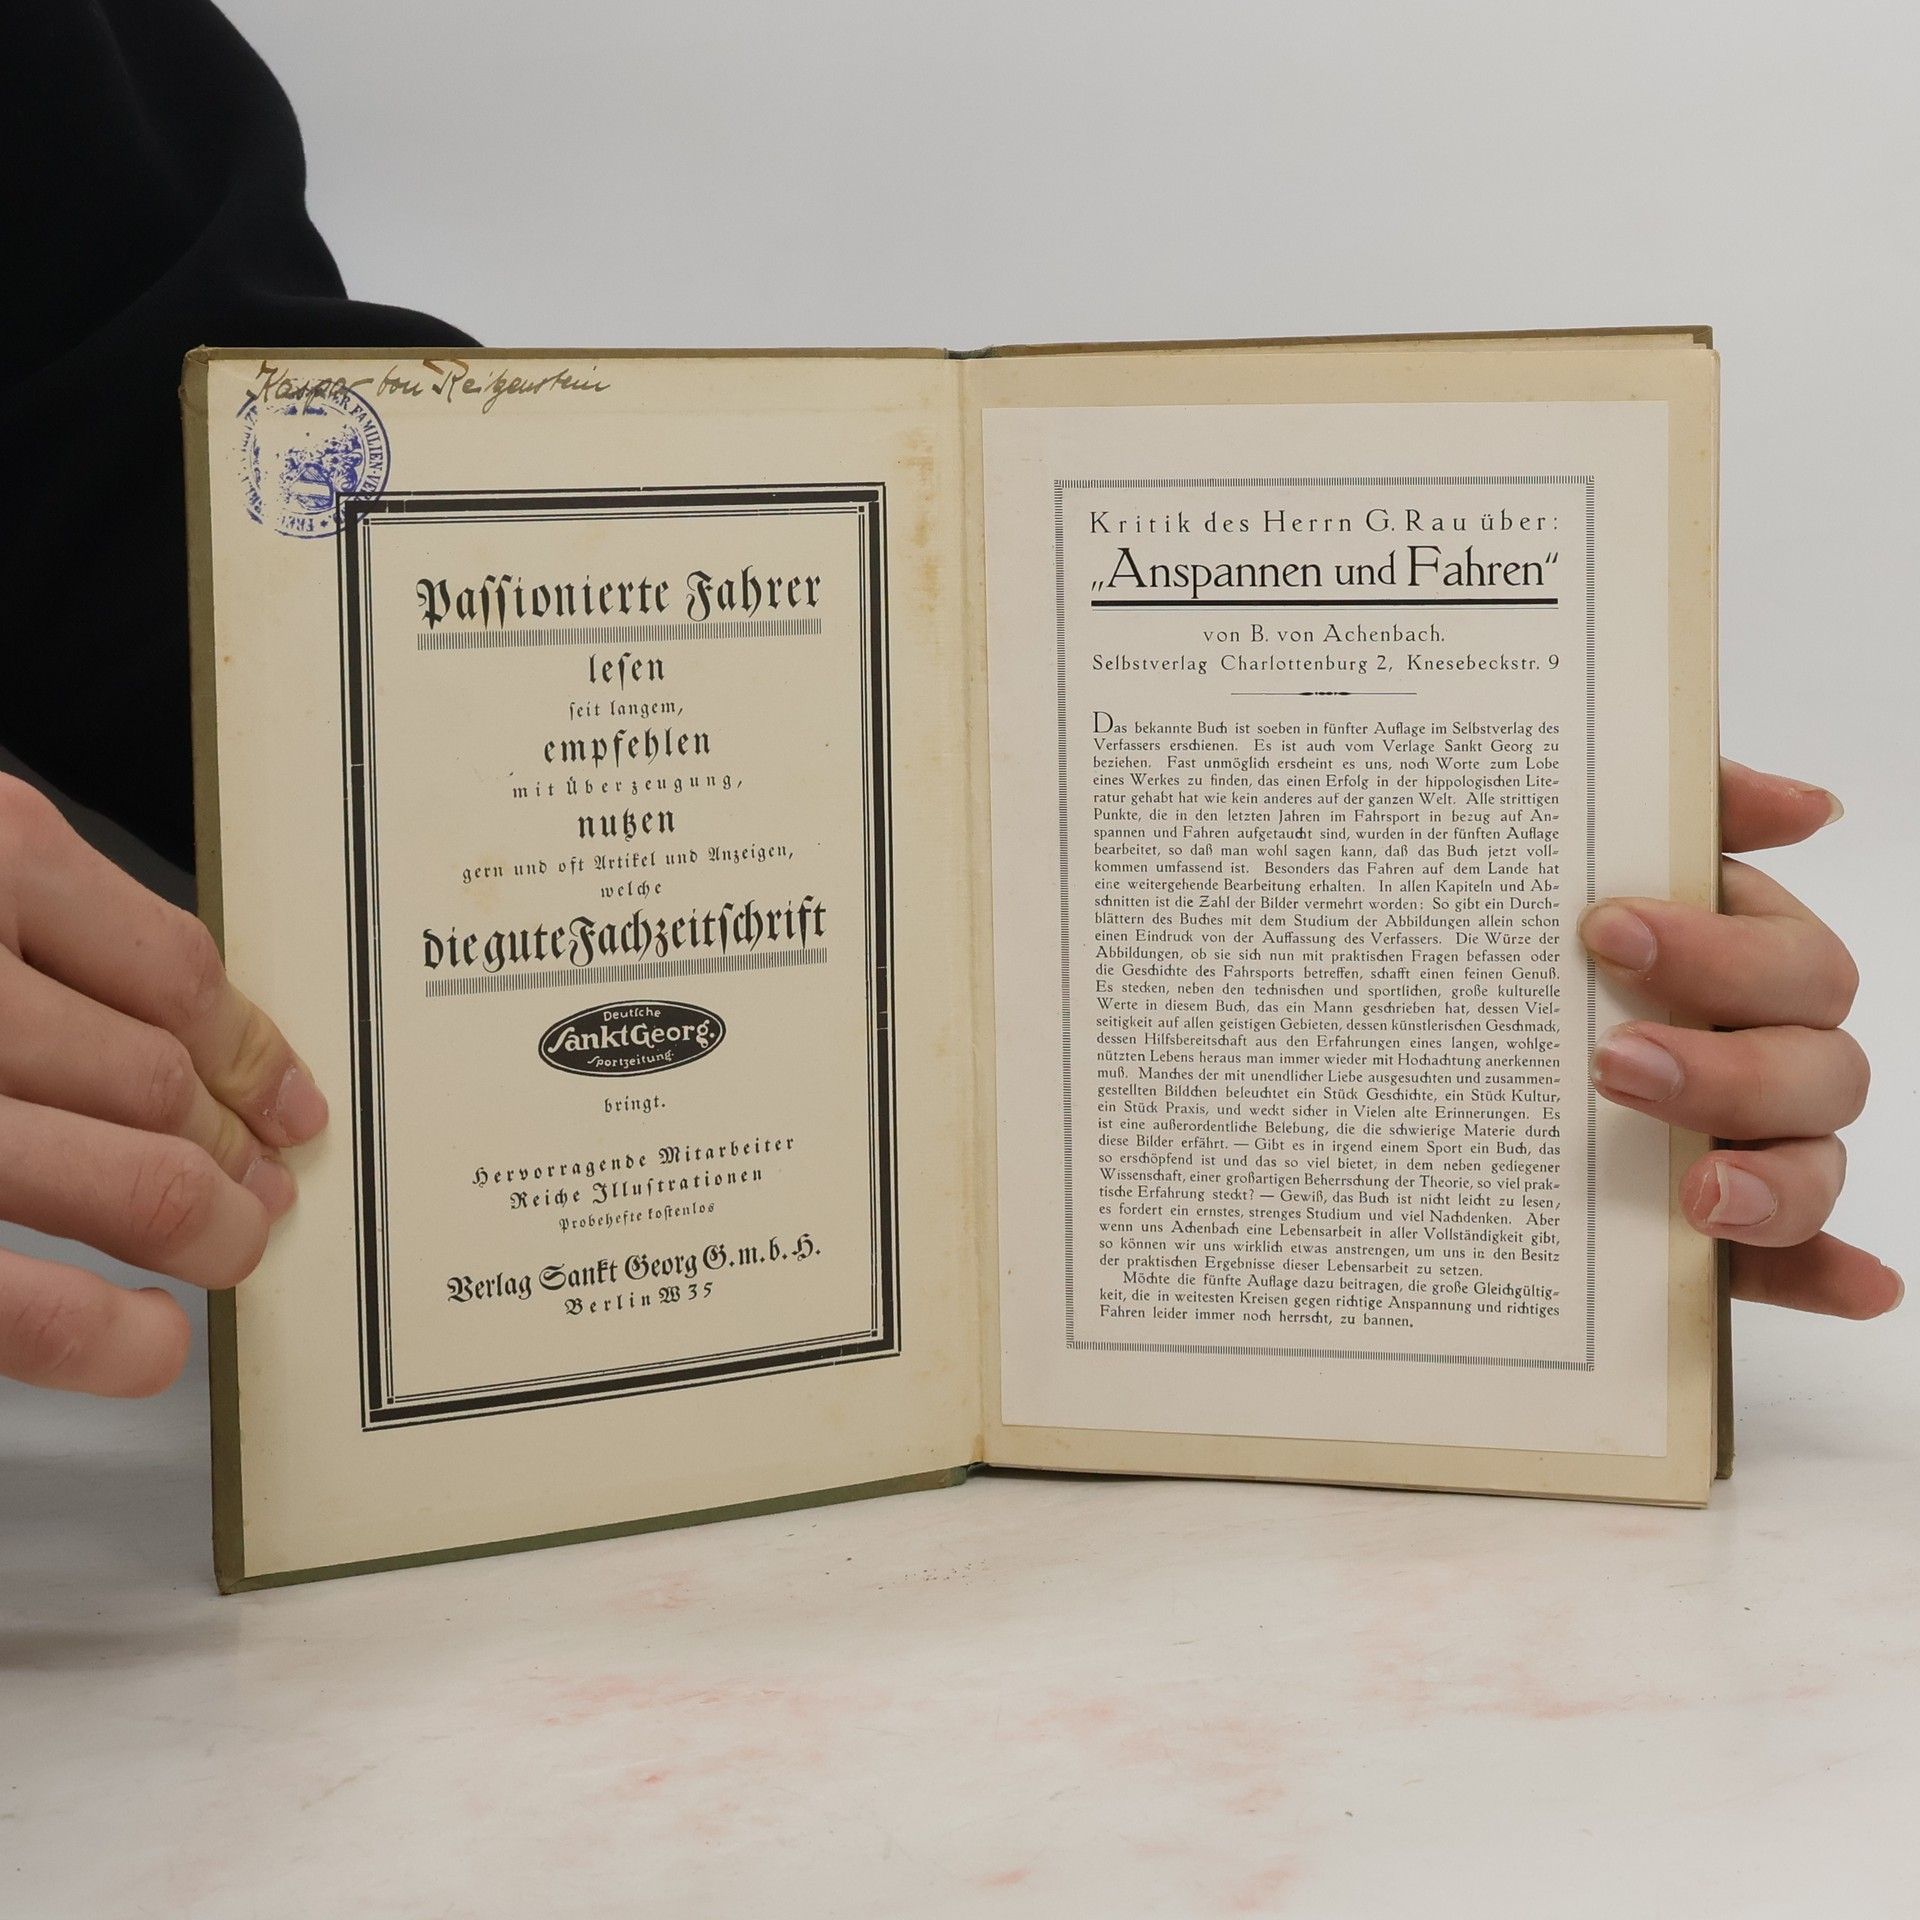 Kaspar von Reitzenstein
Passionierte Fahrer
lesen
seit langem,
empfehlen
mit Überzeugung,
nutzen
gern und oft Artikel und Anzeigen,
welche
die gute Fachzeitschrift
Deutsche
Sankt Georg.
Sportzeitung.
bringt.
Hervorragende Mitarbeiter
Reiche Illustrationen
Probehefte kostenlos
Verlag Sankt Georg G.m.b.H.
Berlin W 35
Kritik des Herrn G. Rau über:
„Anspannen und Fahren“
von B. von Achenbach.
Selbstverlag Charlottenburg 2, Knesebeckstr. 9
Das bekannte Buch ist soeben in fünfter Auflage im Selbstverlag des
Verfassers erschienen. Es ist auch vom Verlage Sankt Georg zu
beziehen. Fast unmöglich erscheint es uns, noch Worte zum Lobe
eines Werkes zu finden, das einen Erfolg in der hippologischen Lite-
ratur gehabt hat wie kein anderes auf der ganzen Welt. Alle strittigen
Punkte, die in den letzten Jahren im Fahrsport in bezug auf An-
spannen und Fahren aufgetaucht sind, wurden in der fünften Auflage
bearbeitet, so daß man wohl sagen kann, daß das Buch jetzt voll-
kommen umfassend ist. Besonders das Fahren auf dem Lande hat
eine weitergehende Bearbeitung erhalten. In allen Kapiteln und Ab-
schnitten ist die Zahl der Bilder vermehrt worden: So gibt ein Durch-
blättern des Buches mit dem Studium der Abbildungen allein schon
einen Eindruck von der Auffassung des Verfassers. Die Würze der
Abbildungen, ob sie sich nun mit praktischen Fragen befassen oder
die Geschichte des Fahrsports betreffen, schafft einen feinen Genuß.
Es stecken, neben den technischen und sportlichen, große kulturelle
Werte in diesem Buch, das ein Mann geschrieben hat, dessen Viel-
seitigkeit auf allen geistigen Gebieten, dessen künstlerischen Geschmack,
dessen Hilfsbereitschaft aus den Erfahrungen eines langen, wohlge-
nützten Lebens heraus man immer wieder mit Hochachtung anerkennen
muß. Manches der mit unendlicher Liebe ausgesuchten und zusammen-
gestellten Bildchen beleuchtet ein Stück Geschichte, ein Stück Kultur,
ein Stück Praxis, und weckt sicher in Vielen alte Erinnerungen. Es
ist eine außerordentliche Belebung, die die schwierige Materie durch
diese Bilder erfährt. — Gibt es in irgend einem Sport ein Buch, das
so erschöpfend ist und das so viel bietet, in dem neben gediegener
Wissenschaft, einer großartigen Beherrschung der Theorie, so viel prak-
tische Erfahrung steckt? — Gewiß, das Buch ist nicht leicht zu lesen,
es fordert ein ernstes, strenges Studium und viel Nachdenken. Aber
wenn uns Achenbach eine Lebensarbeit in aller Vollständigkeit gibt,
so können wir uns wirklich etwas anstrengen, um uns in den Besitz
der praktischen Ergebnisse dieser Lebensarbeit zu setzen.
Möchte die fünfte Auflage dazu beitragen, die große Gleichgültig-
keit, die in weitesten Kreisen gegen richtige Anspannung und richtiges
Fahren leider immer noch herrscht, zu bannen.